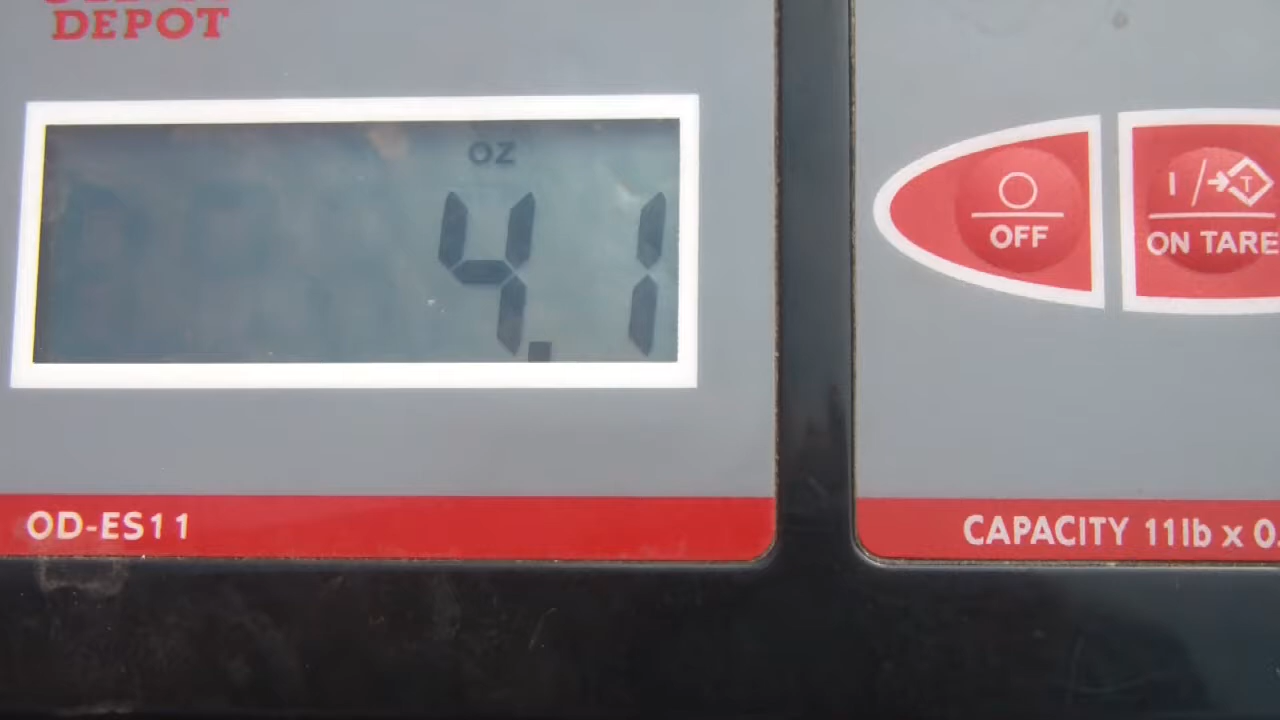 DEPOT
OZ
4.1
OFF
I / T
ON TARE
OD-ES11
CAPACITY 11lb x 0.